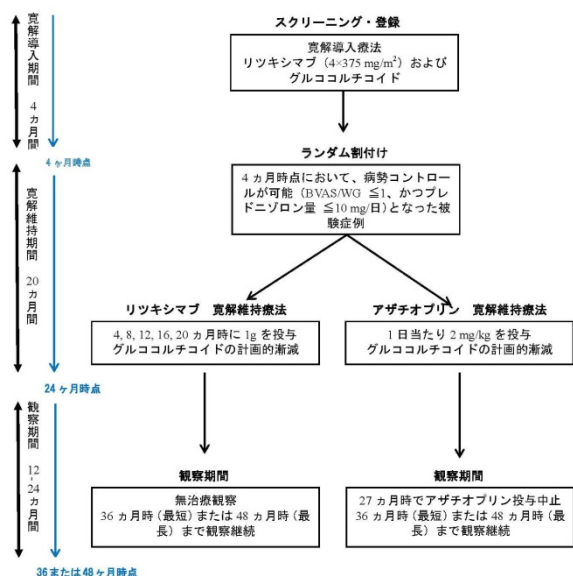 スクリーニング・登録
寛解導入療法
リツキシマブ (4×375 mg/m²) および
グルココルチコイド
寛解導入期間 4ヵ月間
4ヶ月時点
ランダム割付け
4 ヵ月時点において、病勢コントロー
ルが可能 (BVAS/WG ≦1、かつプレ
ドニゾロン量 ≦10 mg/日) となった被
験症例
寛解維持期間 20ヵ月間
リツキシマブ 寛解維持療法
4, 8, 12, 16, 20 ヵ月時に 1g を投与
グルココルチコイドの計画的漸減
アザチオプリン 寛解維持療法
1 日当たり 2 mg/kg を投与
グルココルチコイドの計画的漸減
24ヶ月時点
観察期間 12-24ヵ月間
観察期間
無治療観察
36 ヵ月時 (最短) または 48 ヵ月時 (最
長) まで観察継続
観察期間
27 ヵ月時でアザチオプリン投与中止
36 ヵ月時 (最短) または 48 ヵ月時 (最
長) まで観察継続
36または48ヶ月時点